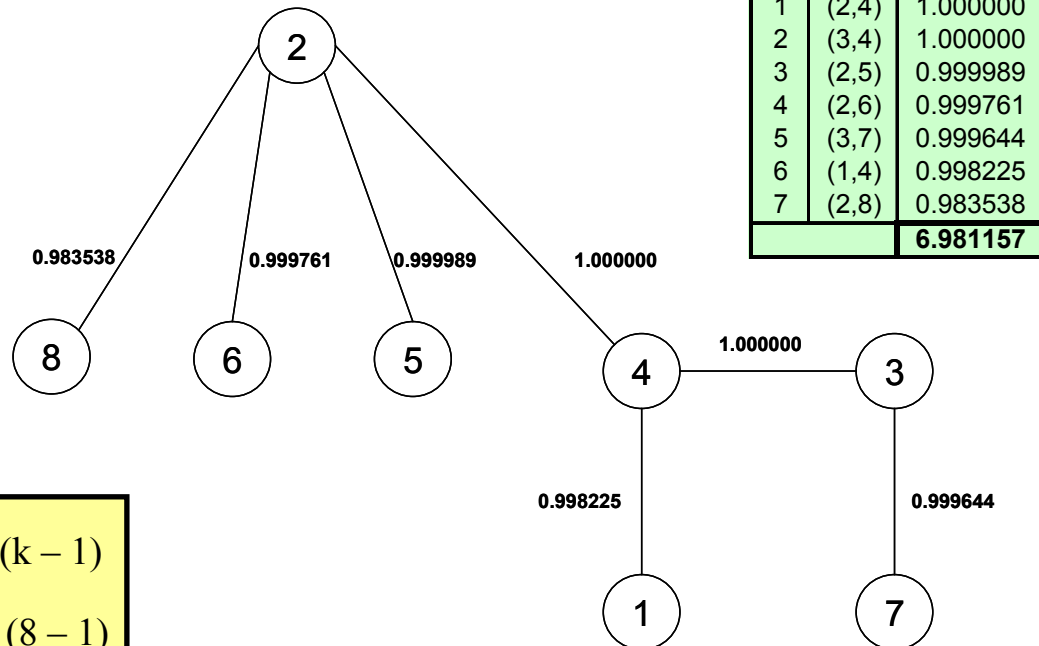 2
1 (2,4) 1.000000
2 (3,4) 1.000000
3 (2,5) 0.999989
4 (2,6) 0.999761
5 (3,7) 0.999644
6 (1,4) 0.998225
7 (2,8) 0.983538
6.981157
0.983538 0.999761 0.999989 1.000000
1.000000
8 6 5 4 3
0.998225 0.999644
1 7
(k – 1)
(8 – 1)